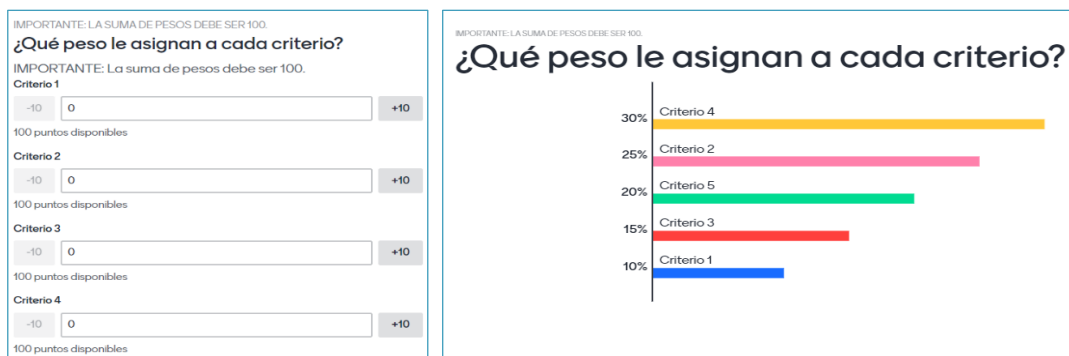 IMPORTANTE: LA SUMA DE PESOS DEBE SER 100.
¿Qué peso le asignan a cada criterio?
IMPORTANTE: La suma de pesos debe ser 100.
Criterio 1
-10 0 +10
100 puntos disponibles
Criterio 2
-10 0 +10
100 puntos disponibles
Criterio 3
-10 0 +10
100 puntos disponibles
Criterio 4
-10 0 +10
100 puntos disponibles
IMPORTANTE: LA SUMA DE PESOS DEBE SER 100.
¿Qué peso le asignan a cada criterio?
30% Criterio 4
25% Criterio 2
20% Criterio 5
15% Criterio 3
10% Criterio 1